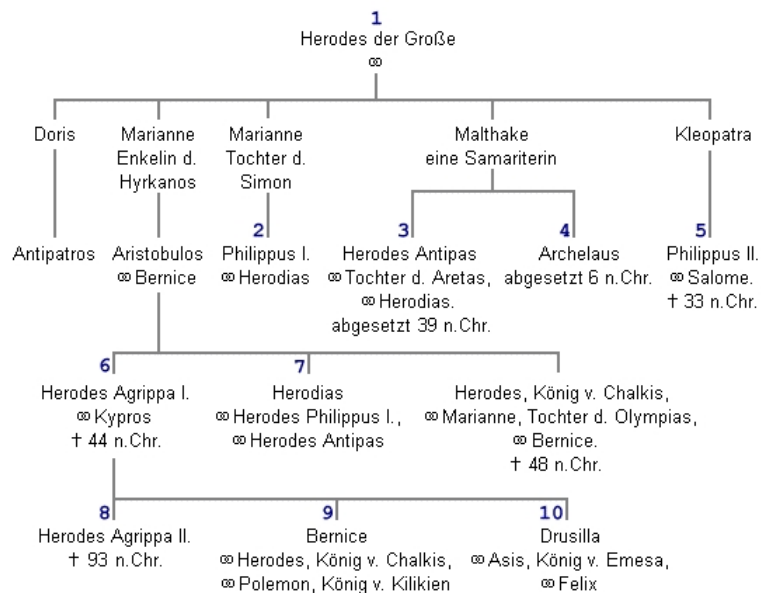 1
Herodes der Große
⚭
Doris
Marianne
Enkelin d.
Hyrkanos
Marianne
Tochter d.
Simon
Malthake
eine Samariterin
Kleopatra
Antipatros
Aristobulos
⚭ Bernice
2
Philippus I.
⚭ Herodias
3
Herodes Antipas
⚭ Tochter d. Aretas,
⚭ Herodias.
abgesetzt 39 n.Chr.
4
Archelaus
abgesetzt 6 n.Chr.
5
Philippus II.
⚭ Salome.
† 33 n.Chr.
6
Herodes Agrippa I.
⚭ Kypros
† 44 n.Chr.
7
Herodias
⚭ Herodes Philippus I.,
⚭ Herodes Antipas
Herodes, König v. Chalkis,
⚭ Marianne, Tochter d. Olympias,
⚭ Bernice.
† 48 n.Chr.
8
Herodes Agrippa II.
† 93 n.Chr.
9
Bernice
⚭ Herodes, König v. Chalkis,
⚭ Polemon, König v. Kilikien
10
Drusilla
⚭ Asis, König v. Emesa,
⚭ Felix